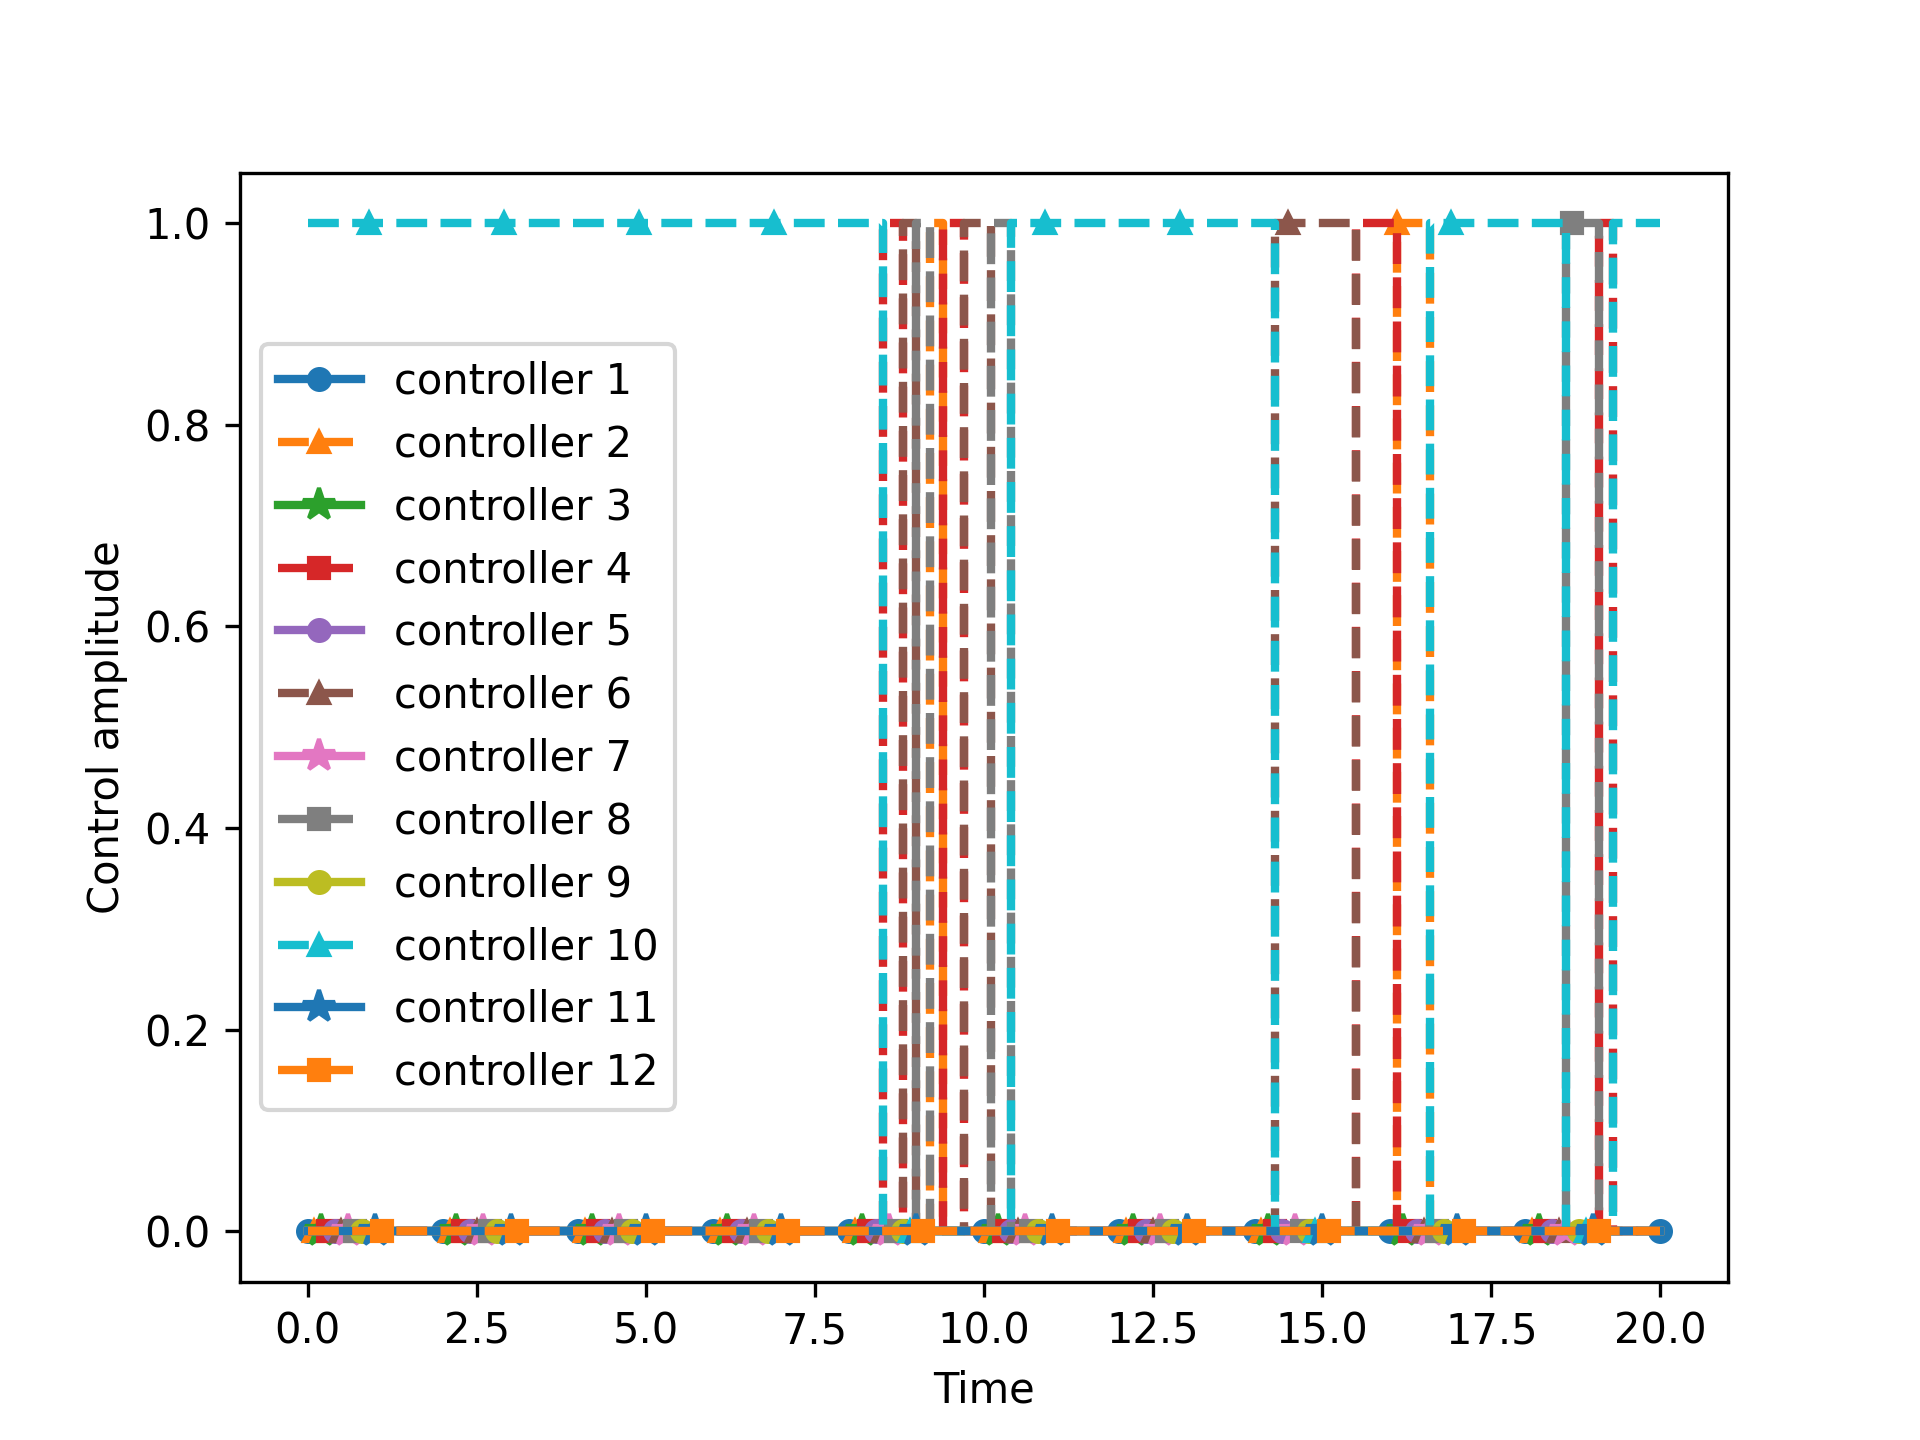 1.0
0.8
0.6
0.4
0.2
0.0
Control amplitude
controller 1
controller 2
controller 3
controller 4
controller 5
controller 6
controller 7
controller 8
controller 9
controller 10
controller 11
controller 12
0.0 2.5 5.0 7.5 10.0 12.5 15.0 17.5 20.0
Time